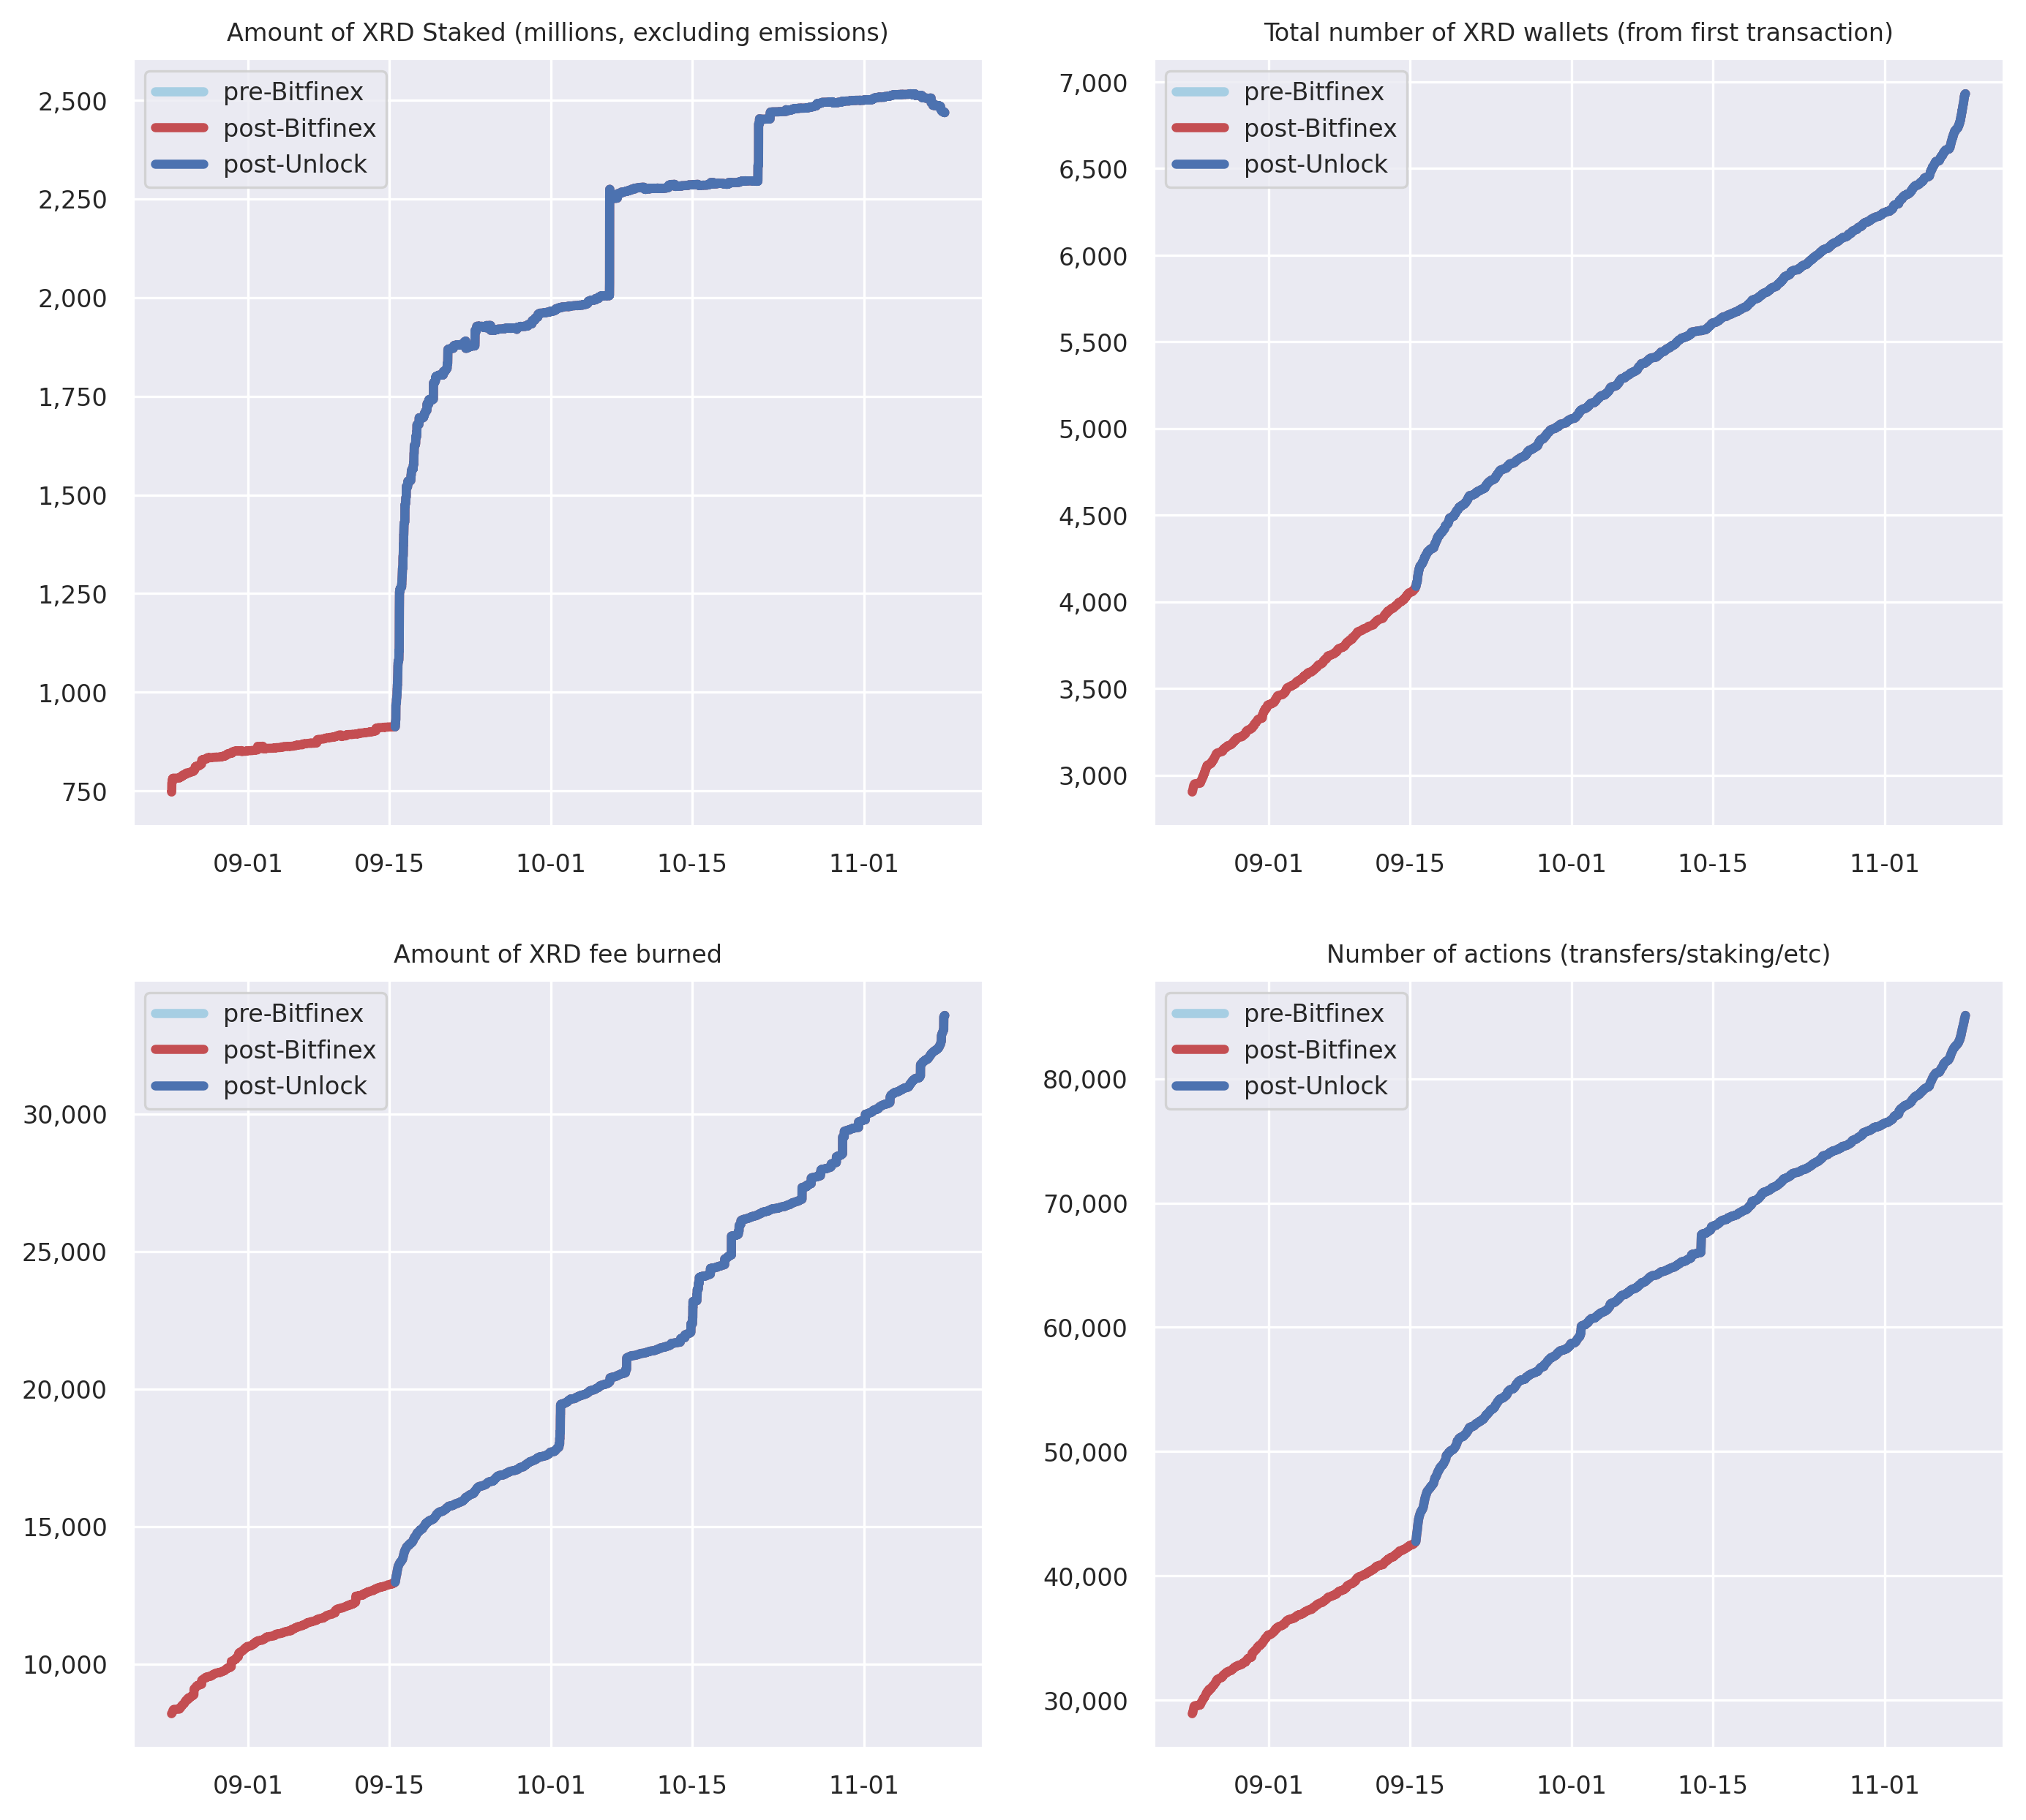 Amount of XRD Staked (millions, excluding emissions)
pre-Bitfinex
post-Bitfinex
post-Unlock
2,500
2,250
2,000
1,750
1,500
1,250
1,000
750
09-01 09-15 10-01 10-15 11-01
Total number of XRD wallets (from first transaction)
pre-Bitfinex
post-Bitfinex
post-Unlock
7,000
6,500
6,000
5,500
5,000
4,500
4,000
3,500
3,000
09-01 09-15 10-01 10-15 11-01
Amount of XRD fee burned
pre-Bitfinex
post-Bitfinex
post-Unlock
30,000
25,000
20,000
15,000
10,000
09-01 09-15 10-01 10-15 11-01
Number of actions (transfers/staking/etc)
pre-Bitfinex
post-Bitfinex
post-Unlock
80,000
70,000
60,000
50,000
40,000
30,000
09-01 09-15 10-01 10-15 11-01